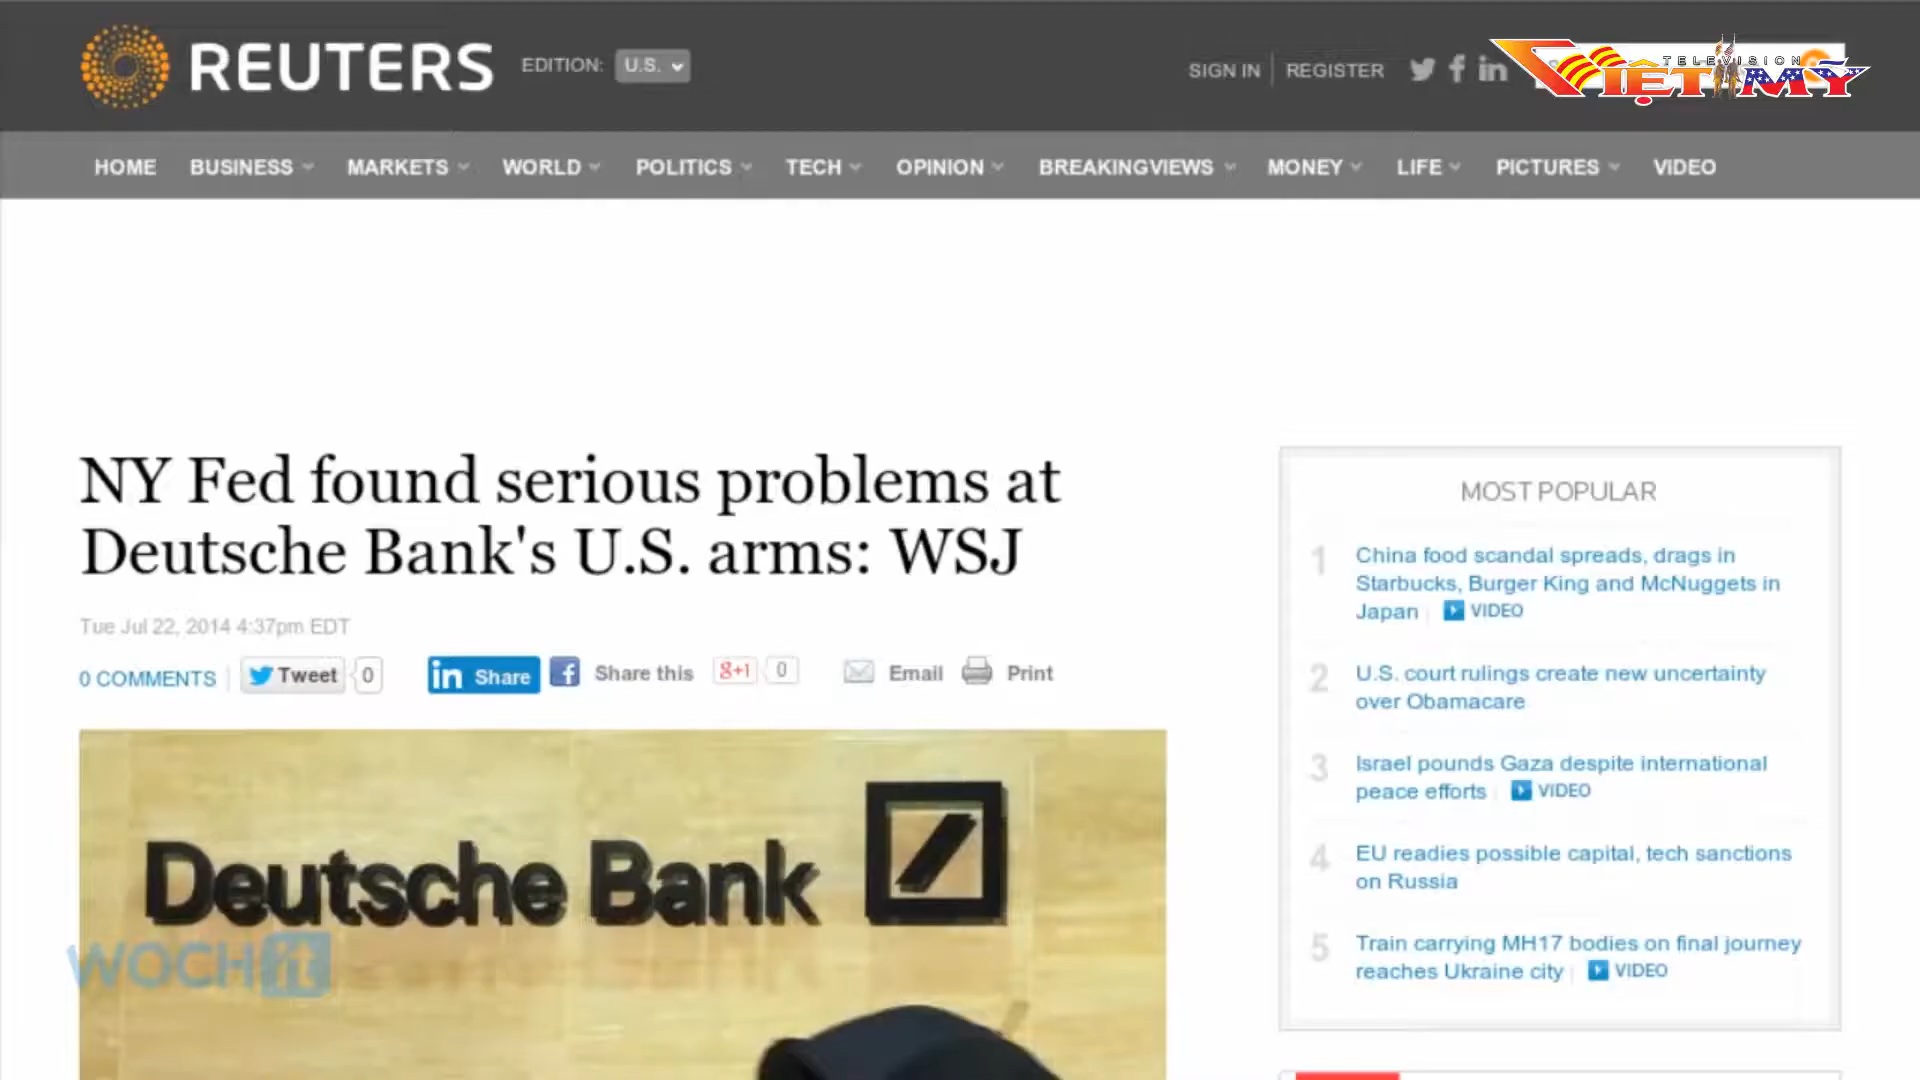 REUTERS
EDITION: U.S.
SIGN IN REGISTER
TELEVISION
VIỆT MỸ
HOME BUSINESS MARKETS WORLD POLITICS TECH OPINION BREAKINGVIEWS MONEY LIFE PICTURES VIDEO
NY Fed found serious problems at
Deutsche Bank's U.S. arms: WSJ
Tue Jul 22, 2014 4:37pm EDT
0 COMMENTS Tweet 0 in Share f Share this g+1 0 Email Print
Deutsche Bank
WOCHit
MOST POPULAR
1 China food scandal spreads, drags in
Starbucks, Burger King and McNuggets in
Japan VIDEO
2 U.S. court rulings create new uncertainty
over Obamacare
3 Israel pounds Gaza despite international
peace efforts VIDEO
4 EU readies possible capital, tech sanctions
on Russia
5 Train carrying MH17 bodies on final journey
reaches Ukraine city VIDEO